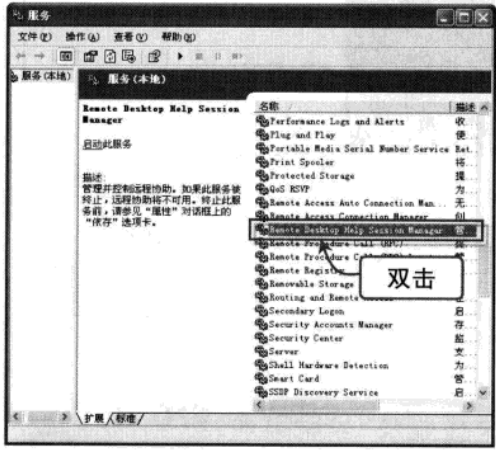 服务
文件(F) 操作(A) 查看(V) 帮助(H)
服务(本地)
服务(本地)
Remote Desktop Help Session Manager
启动此服务
描述:
管理并控制远程协助。如果此服务被
终止,远程协助将不可用。终止此服
务前,请参见“属性”对话框上的
“依存”选项卡。
名称 描述
Performance Logs and Alerts 收...
Plug and Play 使...
Portable Media Serial Number Service Ret...
Print Spooler 将...
Protected Storage 提...
QoS RSVP 为...
Remote Access Auto Connection Man... 无...
Remote Access Connection Manager 创...
Remote Desktop Help Session Manager 管...
Remote Procedure Call (RPC) 提...
Remote Procedure
Remote Registry
Removable Storage
Routing and Remote
Secondary Logon 启...
Security Accounts Manager 存...
Security Center 监...
Server 支...
Shell Hardware Detection 为...
Smart Card 管...
SSDP Discovery Service 启...
双击
扩展 标准